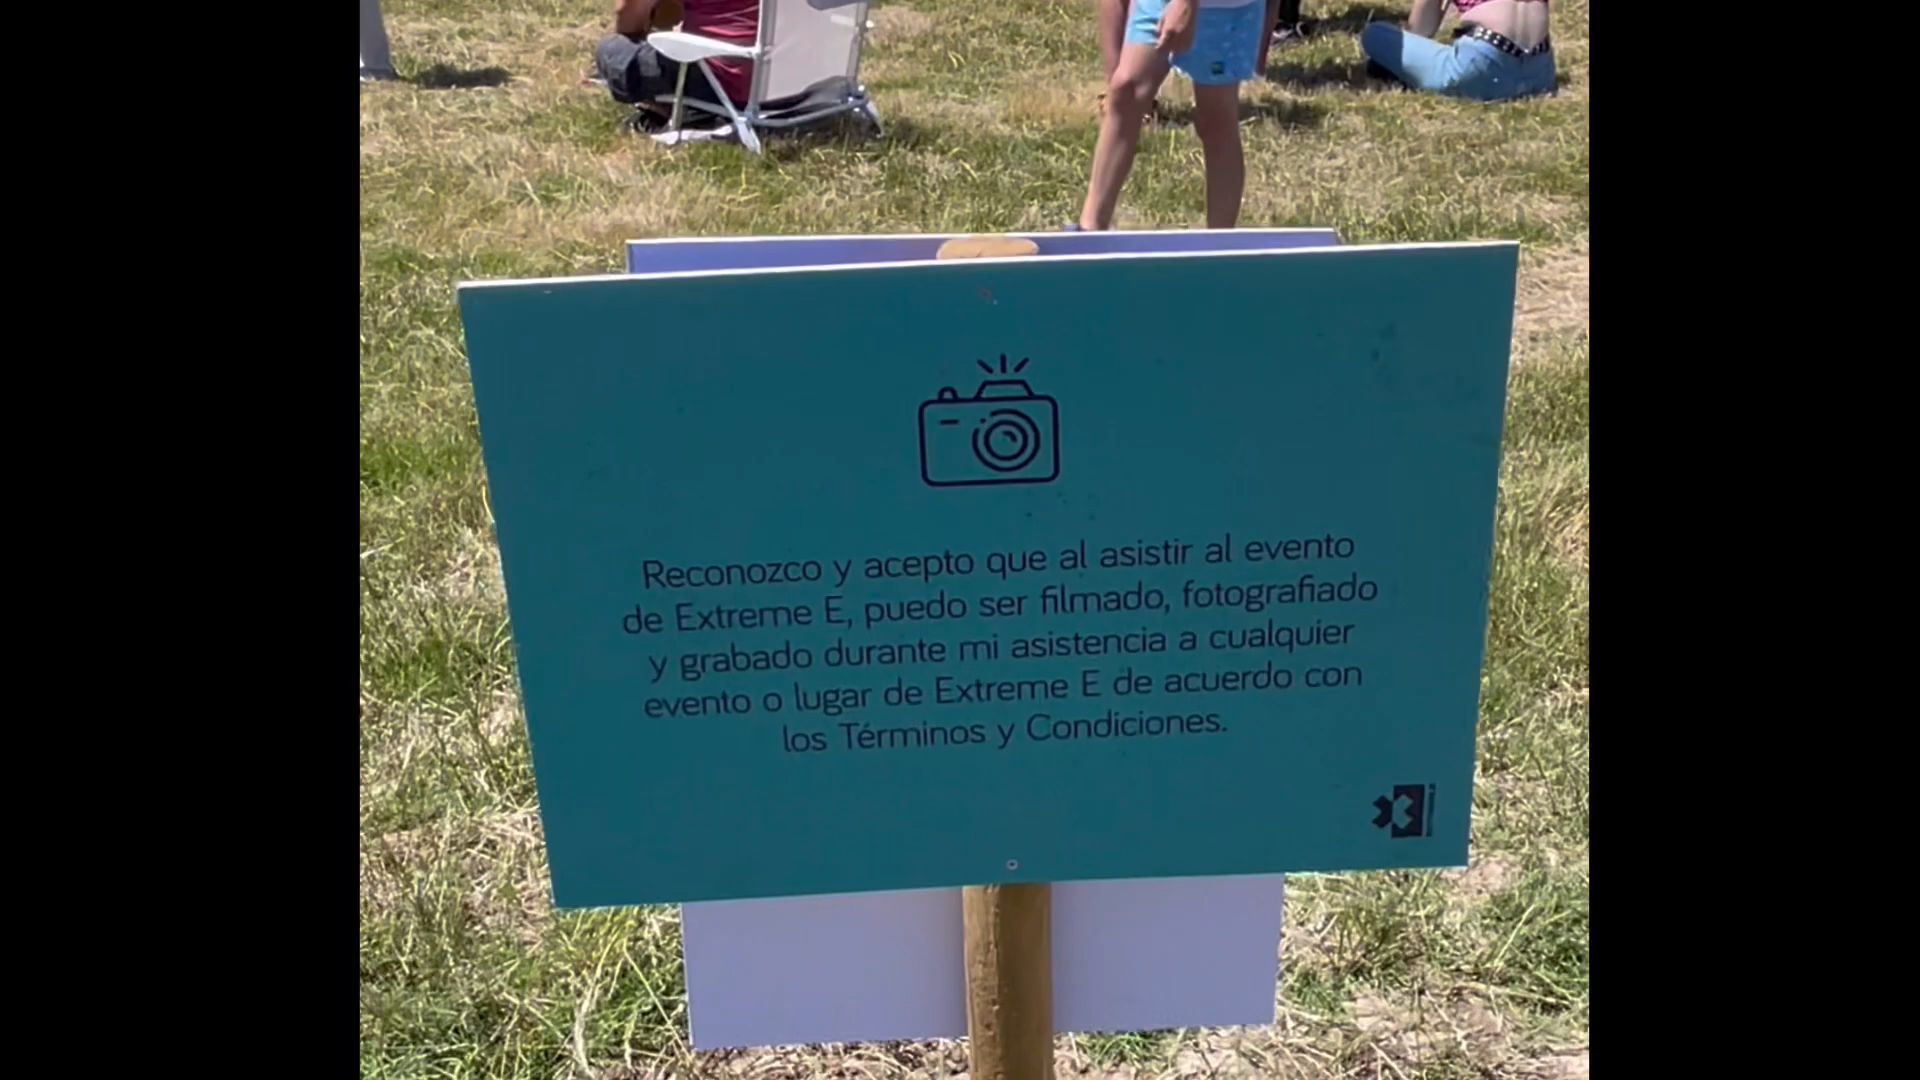 Reconozco y acepto que al asistir al evento
de Extreme E, puedo ser filmado, fotografiado
y grabado durante mi asistencia a cualquier
evento o lugar de Extreme E de acuerdo con
los Términos y Condiciones.